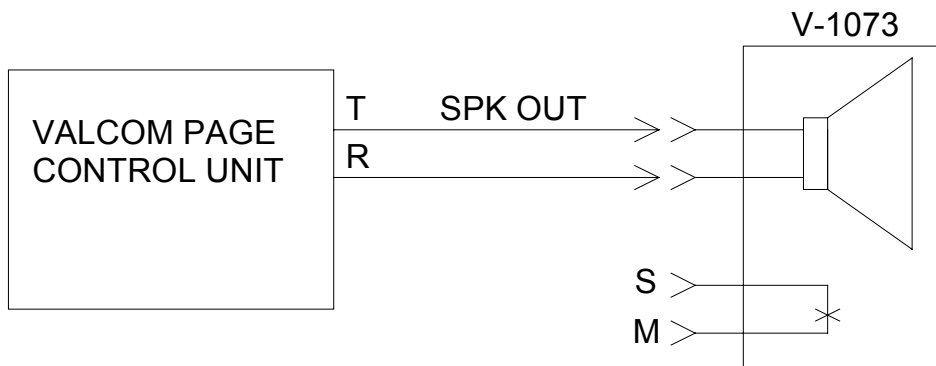 V-1073
T SPK OUT
VALCOM PAGE
CONTROL UNIT
R
S
M